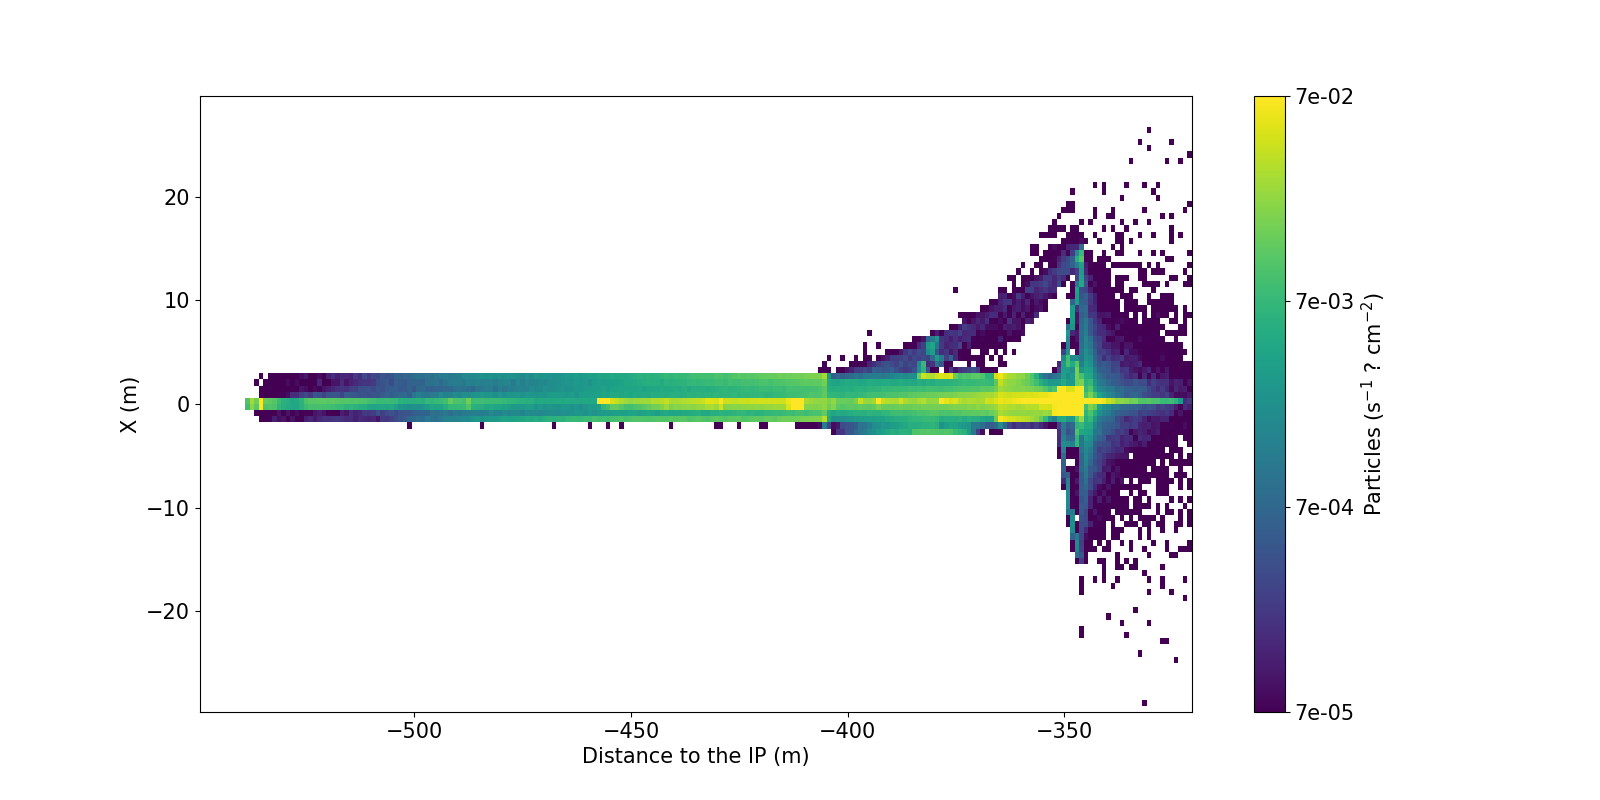 X (m)
20
10
0
−10
−20
−500
−450
−400
−350
Distance to the IP (m)
7e-02
7e-03
7e-04
7e-05
Particles (s⁻¹ ? cm⁻²)